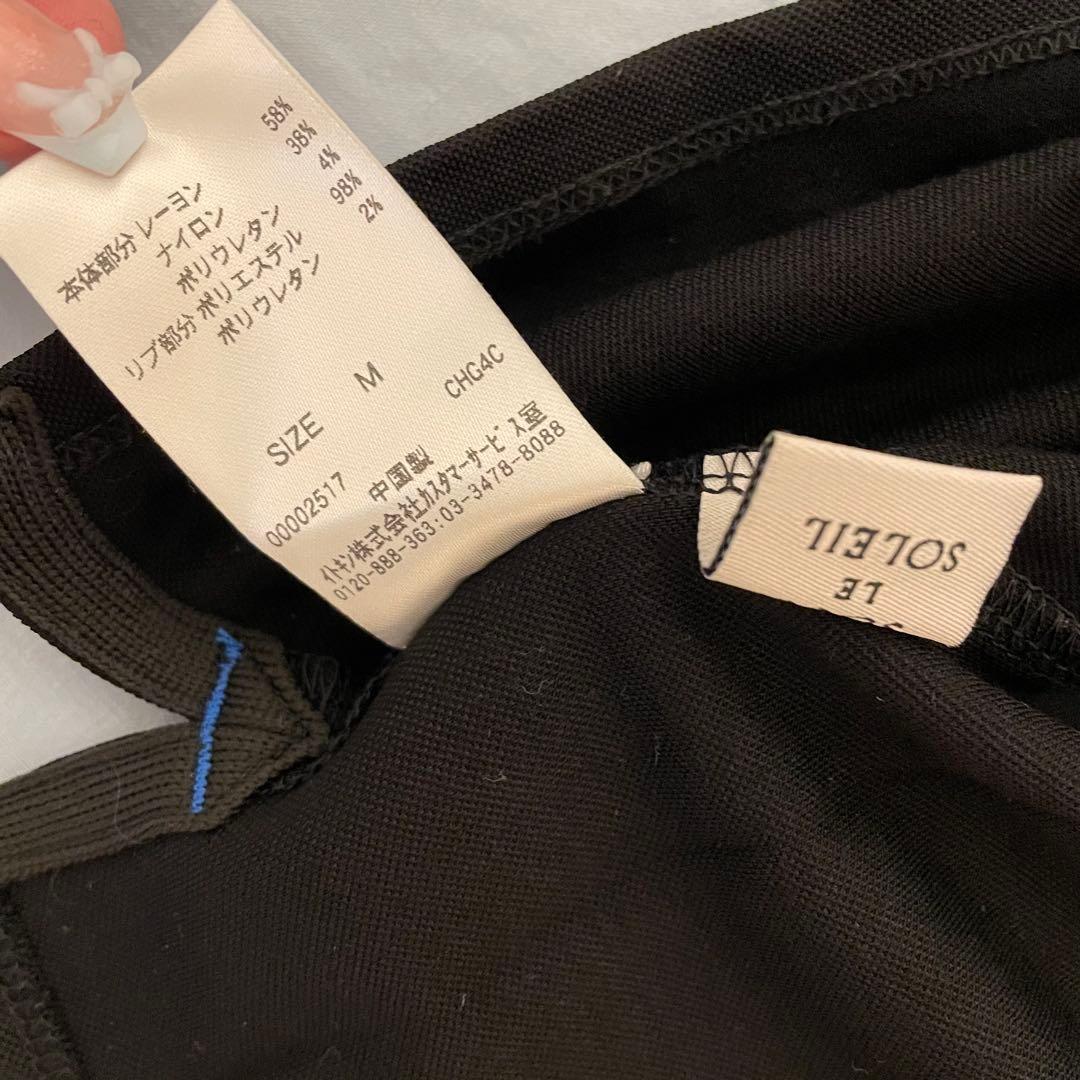 本体部分 レーヨン 58%
ナイロン 38%
ポリウレタン 4%
リブ部分 ポリエステル 98%
ポリウレタン 2%
SIZE M
00002517 CHG4C
中国製
イトキン株式会社カスタマーサービス室
0120-888-363:03-3478-8088
LE
SOLEIL